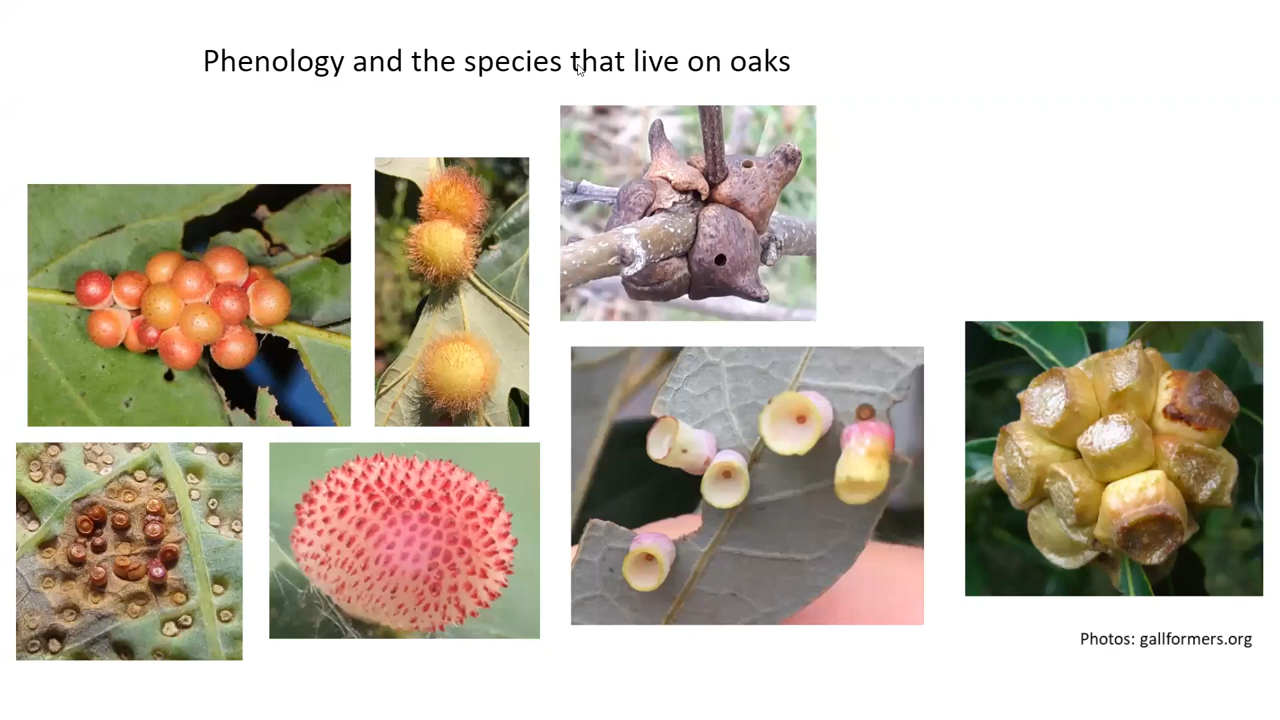 Phenology and the species that live on oaks
Photos: gallformers.org